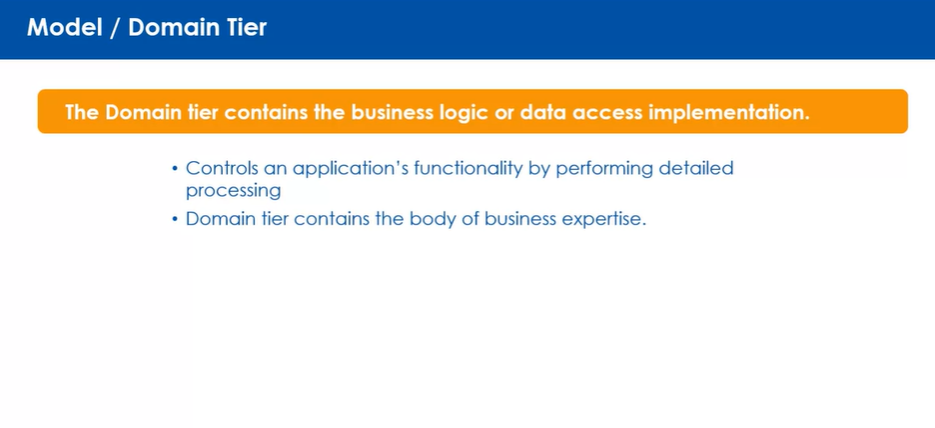 Model / Domain Tier
The Domain tier contains the business logic or data access implementation.
• Controls an application's functionality by performing detailed
processing
• Domain tier contains the body of business expertise.